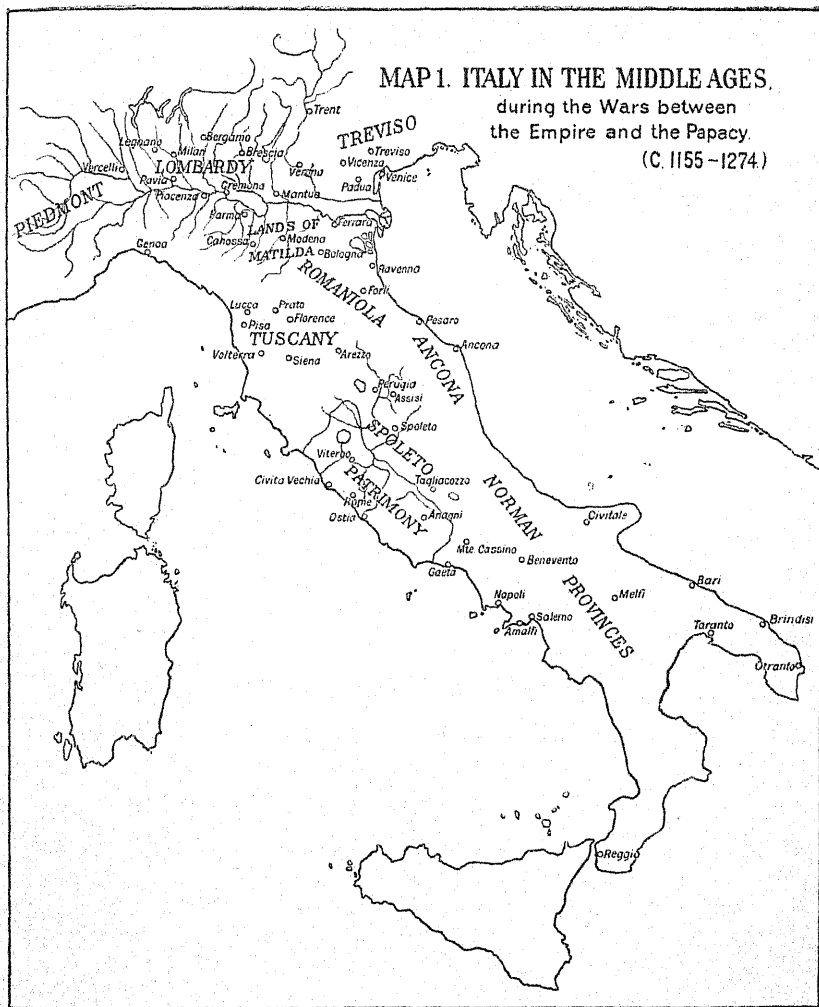 MAP 1. ITALY IN THE MIDDLE AGES,
during the Wars between
the Empire and the Papacy.
(C. 1155–1274.)
Trent
TREVISO
Legnano
Milan
Bergamo
Brescia
Treviso
Vicenza
Vercelli
LOMBARDY
Verona
Padua
Venice
Pavia
Piacenza
Cremona
Mantua
PIEDMONT
Parma
LANDS OF
Ferrara
Genoa
Cahossa
Modena
MATILDA
Bologna
Ravenna
ROMANIOLA
Forli
Lucca
Prato
Florence
Pisa
Pesaro
TUSCANY
ANCONA
Ancona
Volterra
Siena
Arezzo
Perugia
Assisi
SPOLETO
Spoleto
Viterbo
Civita Vechia
PATRIMONY
Tagliacozzo
NORMAN
Rome
Ostia
Anagni
Civitale
Mte. Cassino
Benevento
Gaeta
PROVINCES
Napoli
Melfi
Bari
Salerno
Amalfi
Taranto
Brindisi
Otranto
Reggio